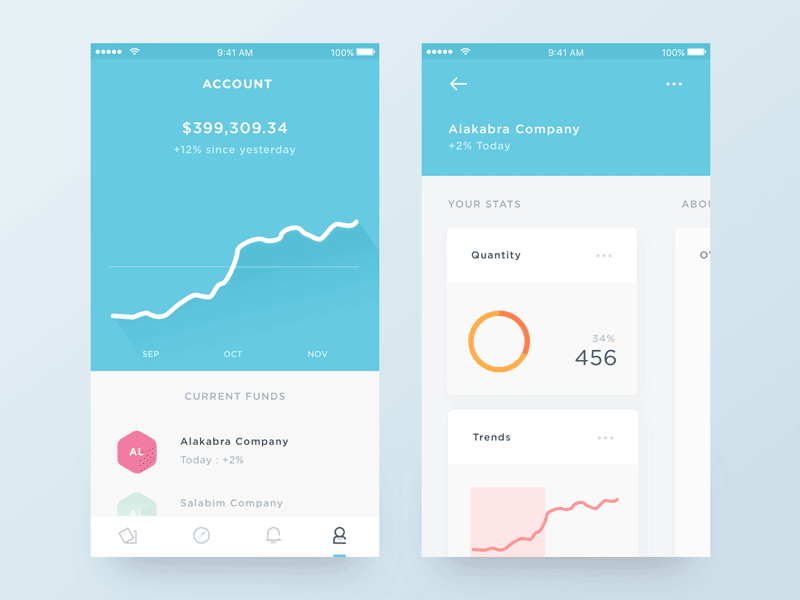 9:41 AM
100%
ACCOUNT
$399,309.34
+12% since yesterday
SEP OCT NOV
CURRENT FUNDS
AL
Alakabra Company
Today : +2%
AL
Salabim Company
9:41 AM
100%
Alakabra Company
+2% Today
YOUR STATS
Quantity
34%
456
Trends